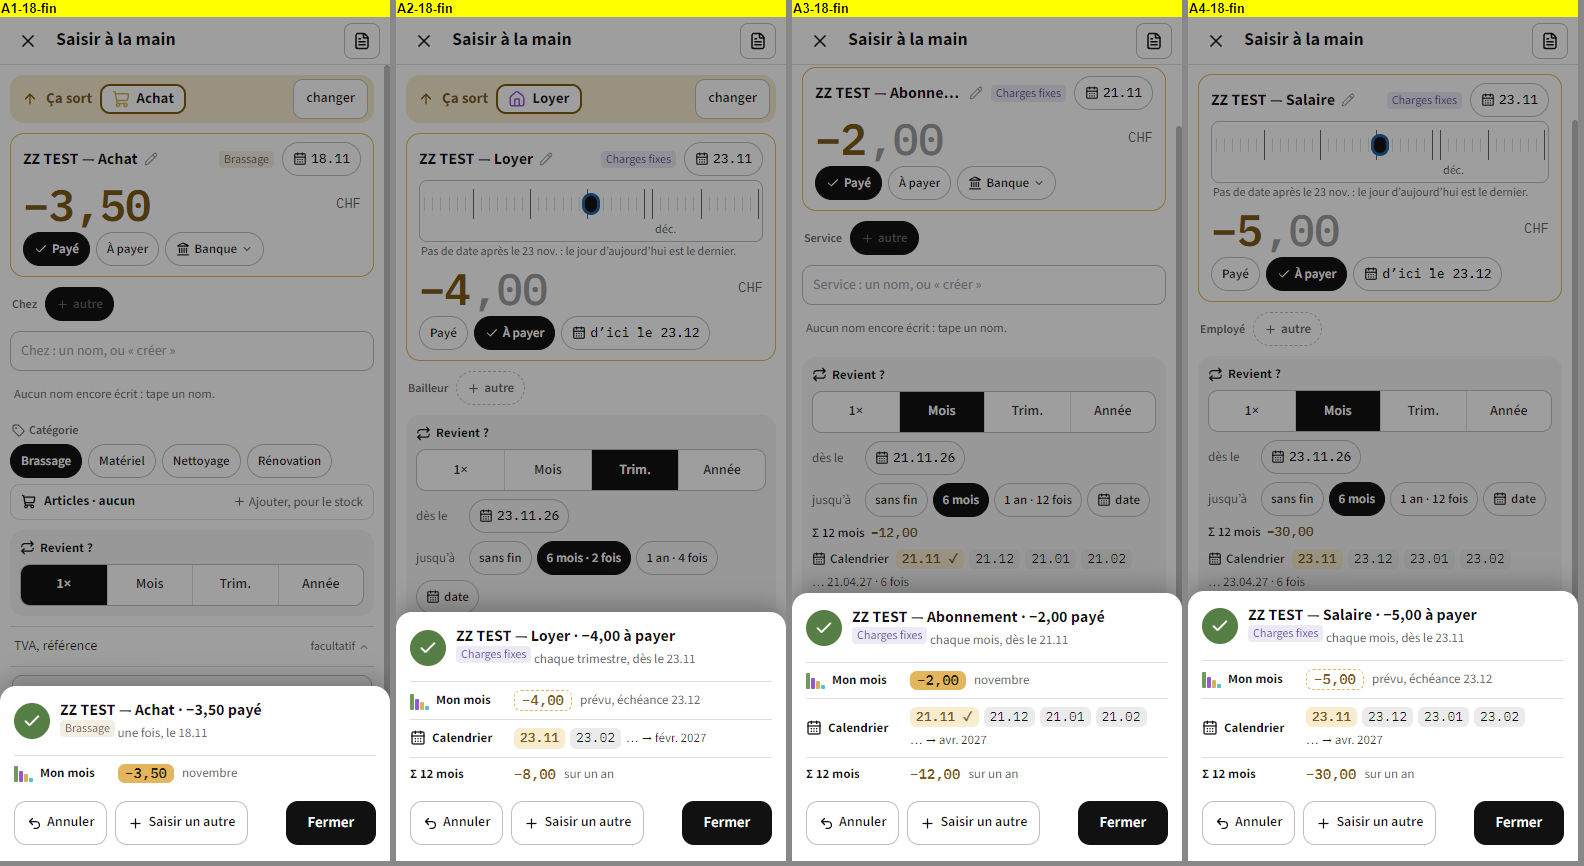 A1-18-fin
Saisir à la main
Ça sort
Achat
changer
ZZ TEST — Achat
Brassage
18.11
−3,50
CHF
Payé
À payer
Banque
Chez
+ autre
Chez : un nom, ou « créer »
Aucun nom encore écrit : tape un nom.
Catégorie
Brassage
Matériel
Nettoyage
Rénovation
Articles · aucun
+ Ajouter, pour le stock
Revient ?
1×
Mois
Trim.
Année
TVA, référence
facultatif
ZZ TEST — Achat · −3,50 payé
Brassage une fois, le 18.11
Mon mois
−3,50
novembre
Annuler
+ Saisir un autre
Fermer
A2-18-fin
Saisir à la main
Ça sort
Loyer
changer
ZZ TEST — Loyer
Charges fixes
23.11
déc.
Pas de date après le 23 nov. : le jour d’aujourd’hui est le dernier.
−4,00
CHF
Payé
À payer
d’ici le 23.12
Bailleur
+ autre
Revient ?
1×
Mois
Trim.
Année
dès le
23.11.26
jusqu’à
sans fin
6 mois · 2 fois
1 an · 4 fois
date
ZZ TEST — Loyer · −4,00 à payer
Charges fixes chaque trimestre, dès le 23.11
Mon mois
−4,00
prévu, échéance 23.12
Calendrier
23.11
23.02
… → févr. 2027
Σ 12 mois
−8,00 sur un an
Annuler
+ Saisir un autre
Fermer
A3-18-fin
Saisir à la main
ZZ TEST — Abonne…
Charges fixes
21.11
−2,00
CHF
Payé
À payer
Banque
Service
+ autre
Service : un nom, ou « créer »
Aucun nom encore écrit : tape un nom.
Revient ?
1×
Mois
Trim.
Année
dès le
21.11.26
jusqu’à
sans fin
6 mois
1 an · 12 fois
date
Σ 12 mois −12,00
Calendrier
21.11 ✓
21.12
21.01
21.02
… 21.04.27 · 6 fois
ZZ TEST — Abonnement · −2,00 payé
Charges fixes chaque mois, dès le 21.11
Mon mois
−2,00
novembre
Calendrier
21.11 ✓
21.12
21.01
21.02
… → avr. 2027
Σ 12 mois
−12,00 sur un an
Annuler
+ Saisir un autre
Fermer
A4-18-fin
Saisir à la main
ZZ TEST — Salaire
Charges fixes
23.11
déc.
Pas de date après le 23 nov. : le jour d’aujourd’hui est le dernier.
−5,00
CHF
Payé
À payer
d’ici le 23.12
Employé
+ autre
Revient ?
1×
Mois
Trim.
Année
dès le
23.11.26
jusqu’à
sans fin
6 mois
1 an · 12 fois
date
Σ 12 mois −30,00
Calendrier
23.11
23.12
23.01
23.02
… 23.04.27 · 6 fois
ZZ TEST — Salaire · −5,00 à payer
Charges fixes chaque mois, dès le 23.11
Mon mois
−5,00
prévu, échéance 23.12
Calendrier
23.11
23.12
23.01
23.02
… → avr. 2027
Σ 12 mois
−30,00 sur un an
Annuler
+ Saisir un autre
Fermer